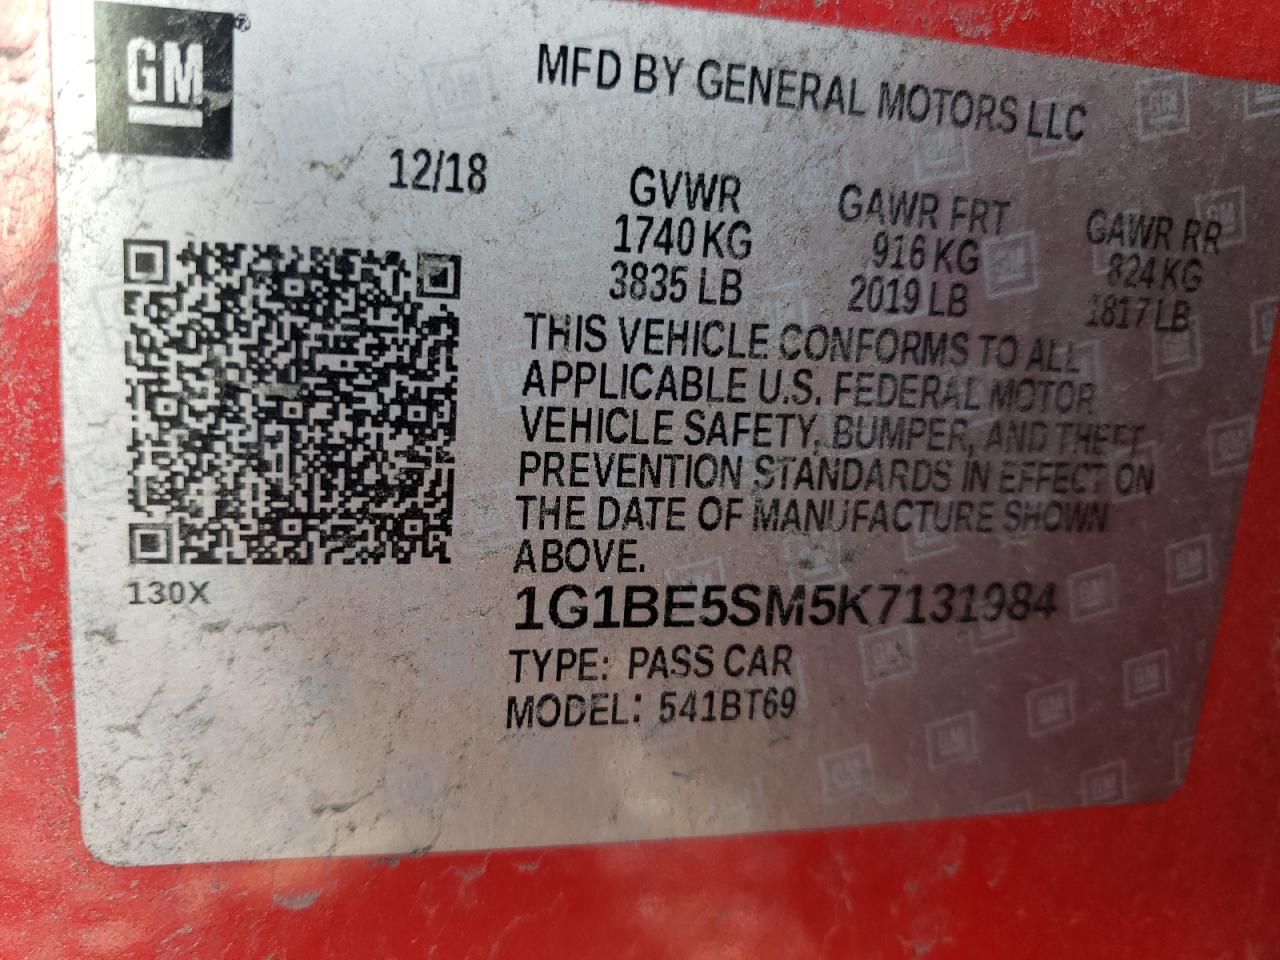 GM®
MFD BY GENERAL MOTORS LLC
12/18
GVWR GAWR FRT GAWR RR
1740 KG 916 KG 824 KG
3835 LB 2019 LB 1817 LB
THIS VEHICLE CONFORMS TO ALL
APPLICABLE U.S. FEDERAL MOTOR
VEHICLE SAFETY, BUMPER, AND THEFT
PREVENTION STANDARDS IN EFFECT ON
THE DATE OF MANUFACTURE SHOWN
ABOVE.
130X
1G1BE5SM5K7131984
TYPE: PASS CAR
MODEL: 541BT69